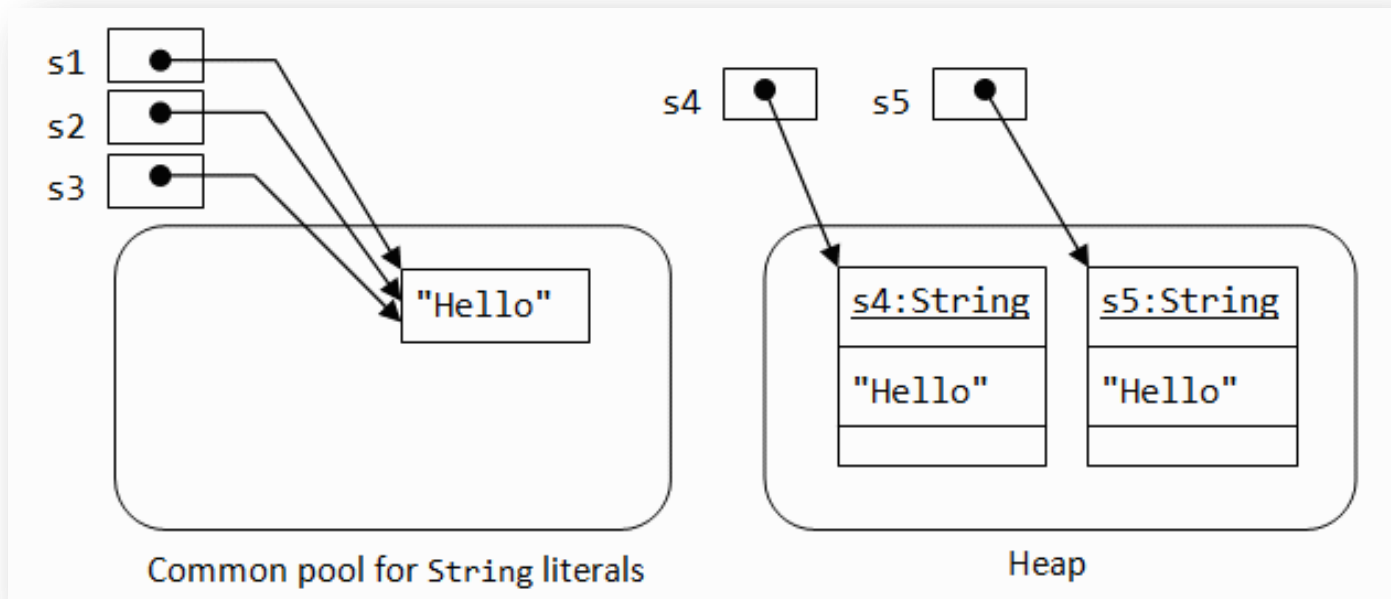 s1
s2
s3
s4
s5
"Hello"
s4:String
"Hello"
s5:String
"Hello"
Common pool for String literals
Heap